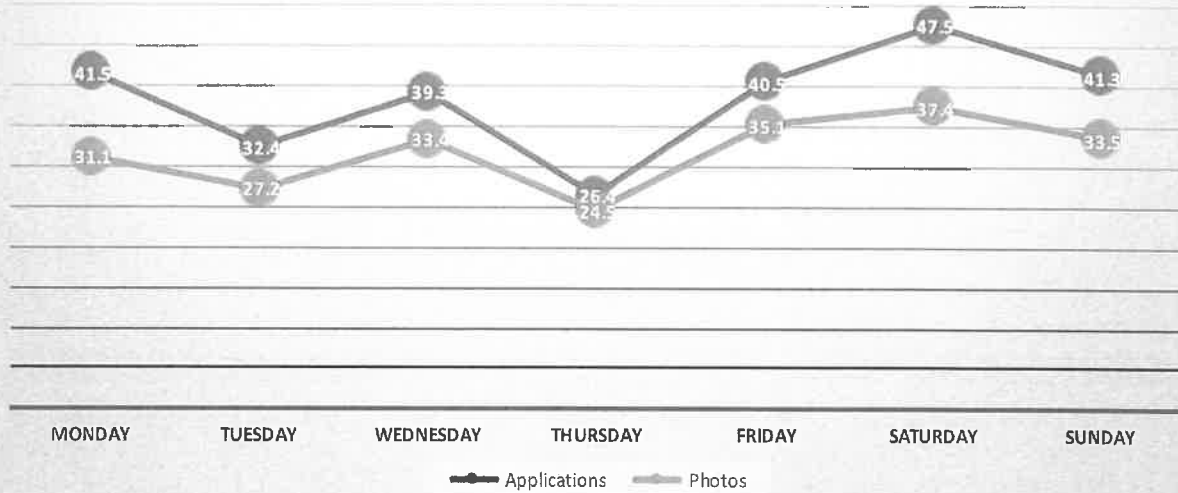 47.5
41.5 40.5 41.3
39.3
37.4
32.4 33.4 35.1 33.5
31.1
27.2
26.4
24.5
MONDAY TUESDAY WEDNESDAY THURSDAY FRIDAY SATURDAY SUNDAY
Applications Photos